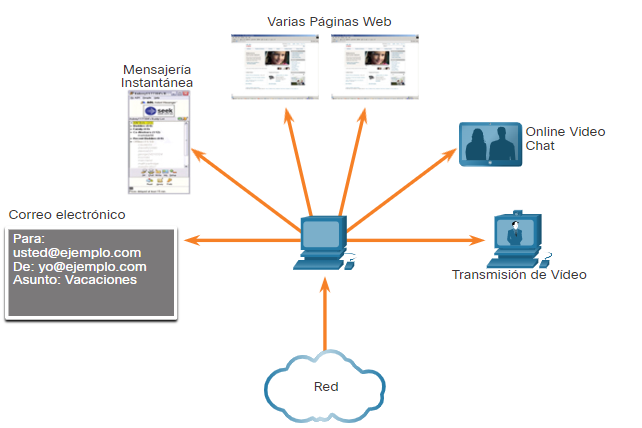 Varias Páginas Web
Mensajería
Instantánea
seek
Online Video
Chat
Correo electrónico
Para:
usted@ejemplo.com
De: yo@ejemplo.com
Asunto: Vacaciones
Transmisión de Vídeo
Red